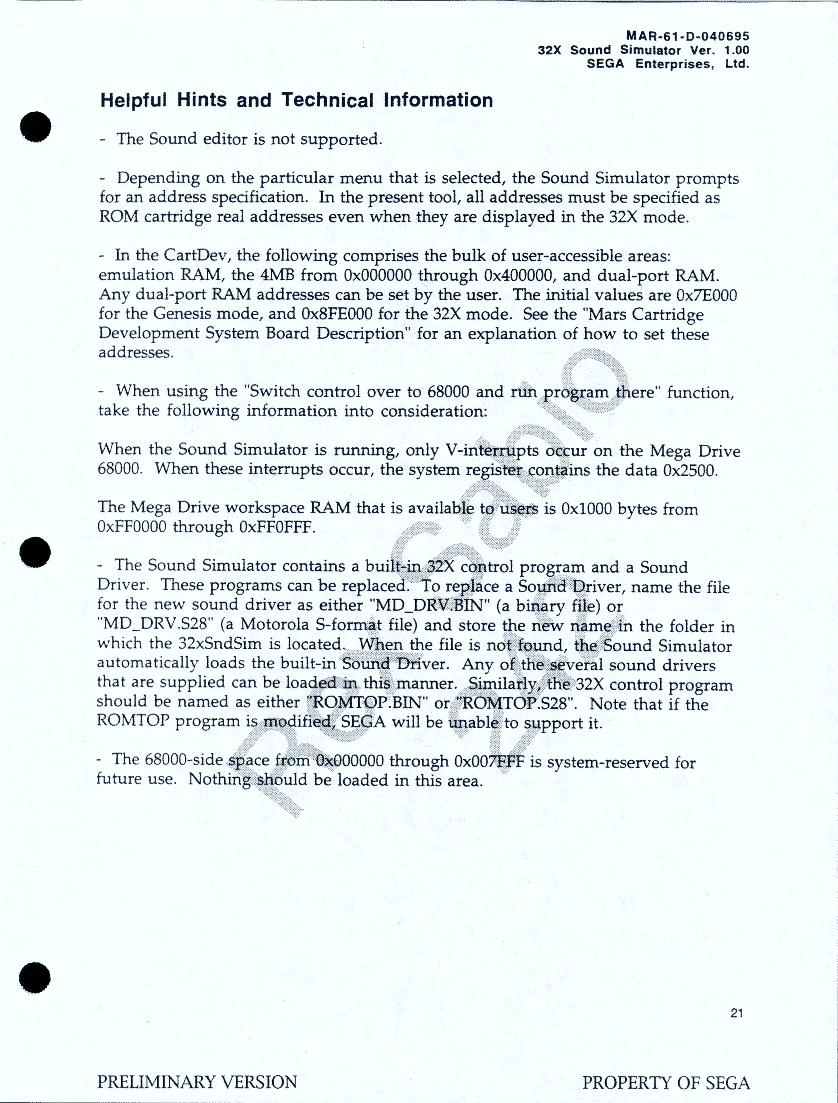 MAR-61-D-040695
32X Sound Simulator Ver. 1.00
SEGA Enterprises, Ltd.
Helpful Hints and Technical Information
- The Sound editor is not supported.
- Depending on the particular menu that is selected, the Sound Simulator prompts
for an address specification. In the present tool, all addresses must be specified as
ROM cartridge real addresses even when they are displayed in the 32X mode.
- In the CartDev, the following comprises the bulk of user-accessible areas:
emulation RAM, the 4MB from 0x000000 through 0x400000, and dual-port RAM.
Any dual-port RAM addresses can be set by the user. The initial values are 0x7E000
for the Genesis mode, and 0x8FE000 for the 32X mode. See the "Mars Cartridge
Development System Board Description" for an explanation of how to set these
addresses.
- When using the "Switch control over to 68000 and run program there" function,
take the following information into consideration:
When the Sound Simulator is running, only V-interrupts occur on the Mega Drive
68000. When these interrupts occur, the system register contains the data 0x2500.
The Mega Drive workspace RAM that is available to users is 0x1000 bytes from
0xFF0000 through 0xFF0FFF.
- The Sound Simulator contains a built-in 32X control program and a Sound
Driver. These programs can be replaced. To replace a Sound Driver, name the file
for the new sound driver as either "MD_DRV.BIN" (a binary file) or
"MD_DRV.S28" (a Motorola S-format file) and store the new name in the folder in
which the 32xSndSim is located. When the file is not found, the Sound Simulator
automatically loads the built-in Sound Driver. Any of the several sound drivers
that are supplied can be loaded in this manner. Similarly, the 32X control program
should be named as either "ROMTOP.BIN" or "ROMTOP.S28". Note that if the
ROMTOP program is modified, SEGA will be unable to support it.
- The 68000-side space from 0x000000 through 0x007FFF is system-reserved for
future use. Nothing should be loaded in this area.
Rex Sabio
21
PRELIMINARY VERSION
PROPERTY OF SEGA